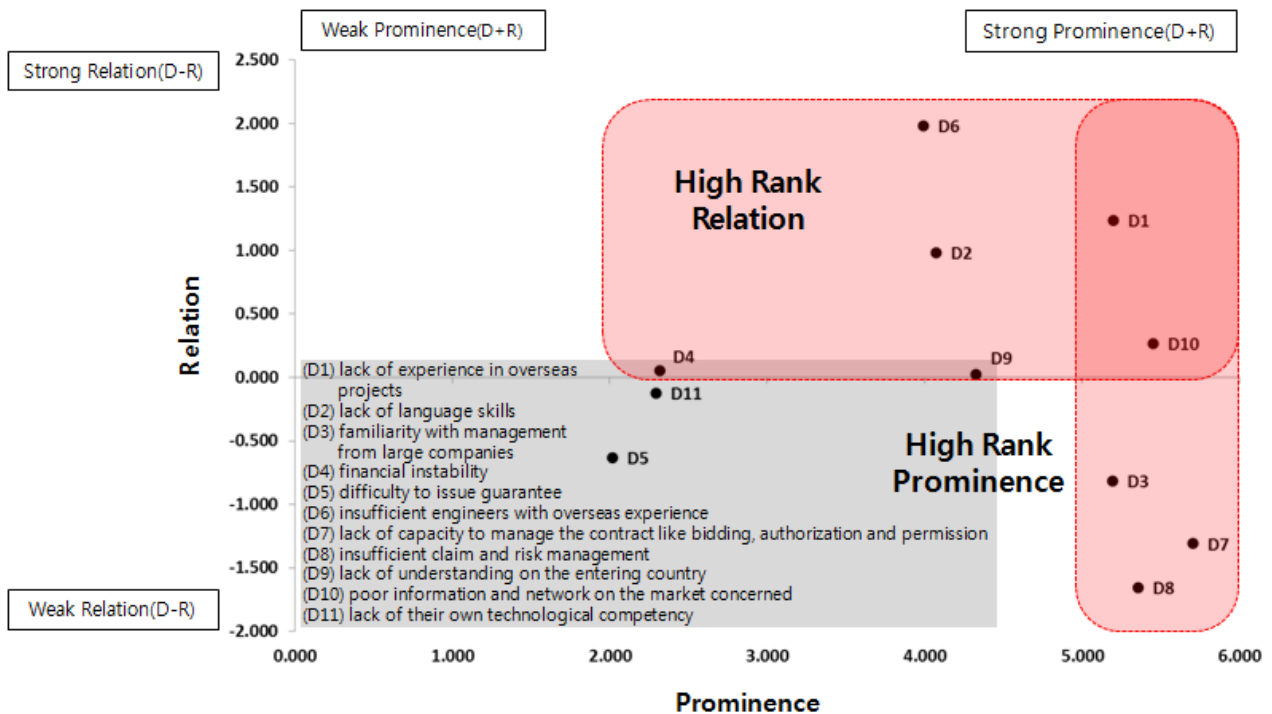 Weak Prominence(D+R)
Strong Prominence(D+R)
Strong Relation(D-R)
2.500
2.000
D6
High Rank
Relation
1.500
D1
1.000
D2
Relation
0.500
D10
D4
D9
0.000
(D1) lack of experience in overseas
projects
D11
(D2) lack of language skills
(D3) familiarity with management
from large companies
-0.500
High Rank
Prominence
D5
(D4) financial instability
D3
(D5) difficulty to issue guarantee
-1.000
(D6) insufficient engineers with overseas experience
(D7) lack of capacity to manage the contract like bidding, authorization and permission
D7
(D8) insufficient claim and risk management
-1.500
(D9) lack of understanding on the entering country
D8
(D10) poor information and network on the market concerned
Weak Relation(D-R)
(D11) lack of their own technological competency
-2.000
0.000 1.000 2.000 3.000 4.000 5.000 6.000
Prominence